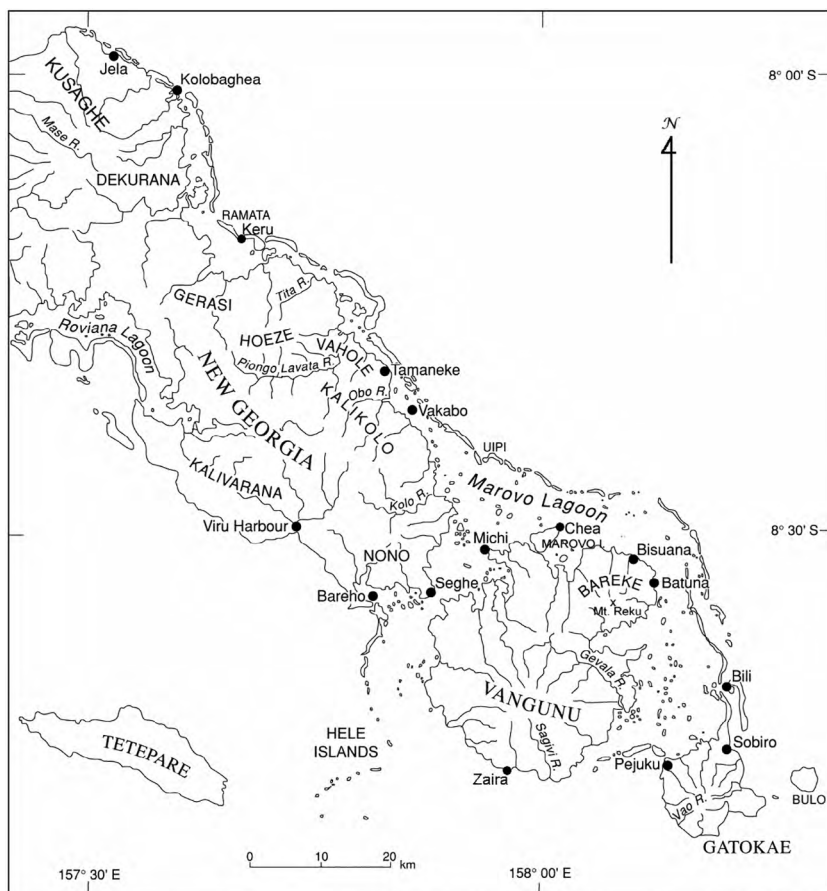 8° 00' S
Jela
Kolobaghea
KUSAGHE
Mase R.
N
DEKURANA
RAMATA
Keru
Tita R.
GERASI
Roviana Lagoon
HOEZE
VAHOLE
Piongo Lavata R.
Tamaneke
NEW GEORGIA
Obo R.
KALIKOLO
Vakabo
UIPI
KALIVARANA
Marovo Lagoon
Kolo R.
Viru Harbour
Chea
8° 30' S
Michi
MAROVO I.
Bisuana
NONO
BAREKE
Batuna
Seghe
Bareho
x
Mt. Reku
Gevala R.
VANGUNU
Bili
HELE
ISLANDS
TETEPARE
Sagivi R.
Sobiro
Pejuku
Zaira
BULO
Vao R.
GATOKAE
0 10 20
km
157° 30' E
158° 00' E